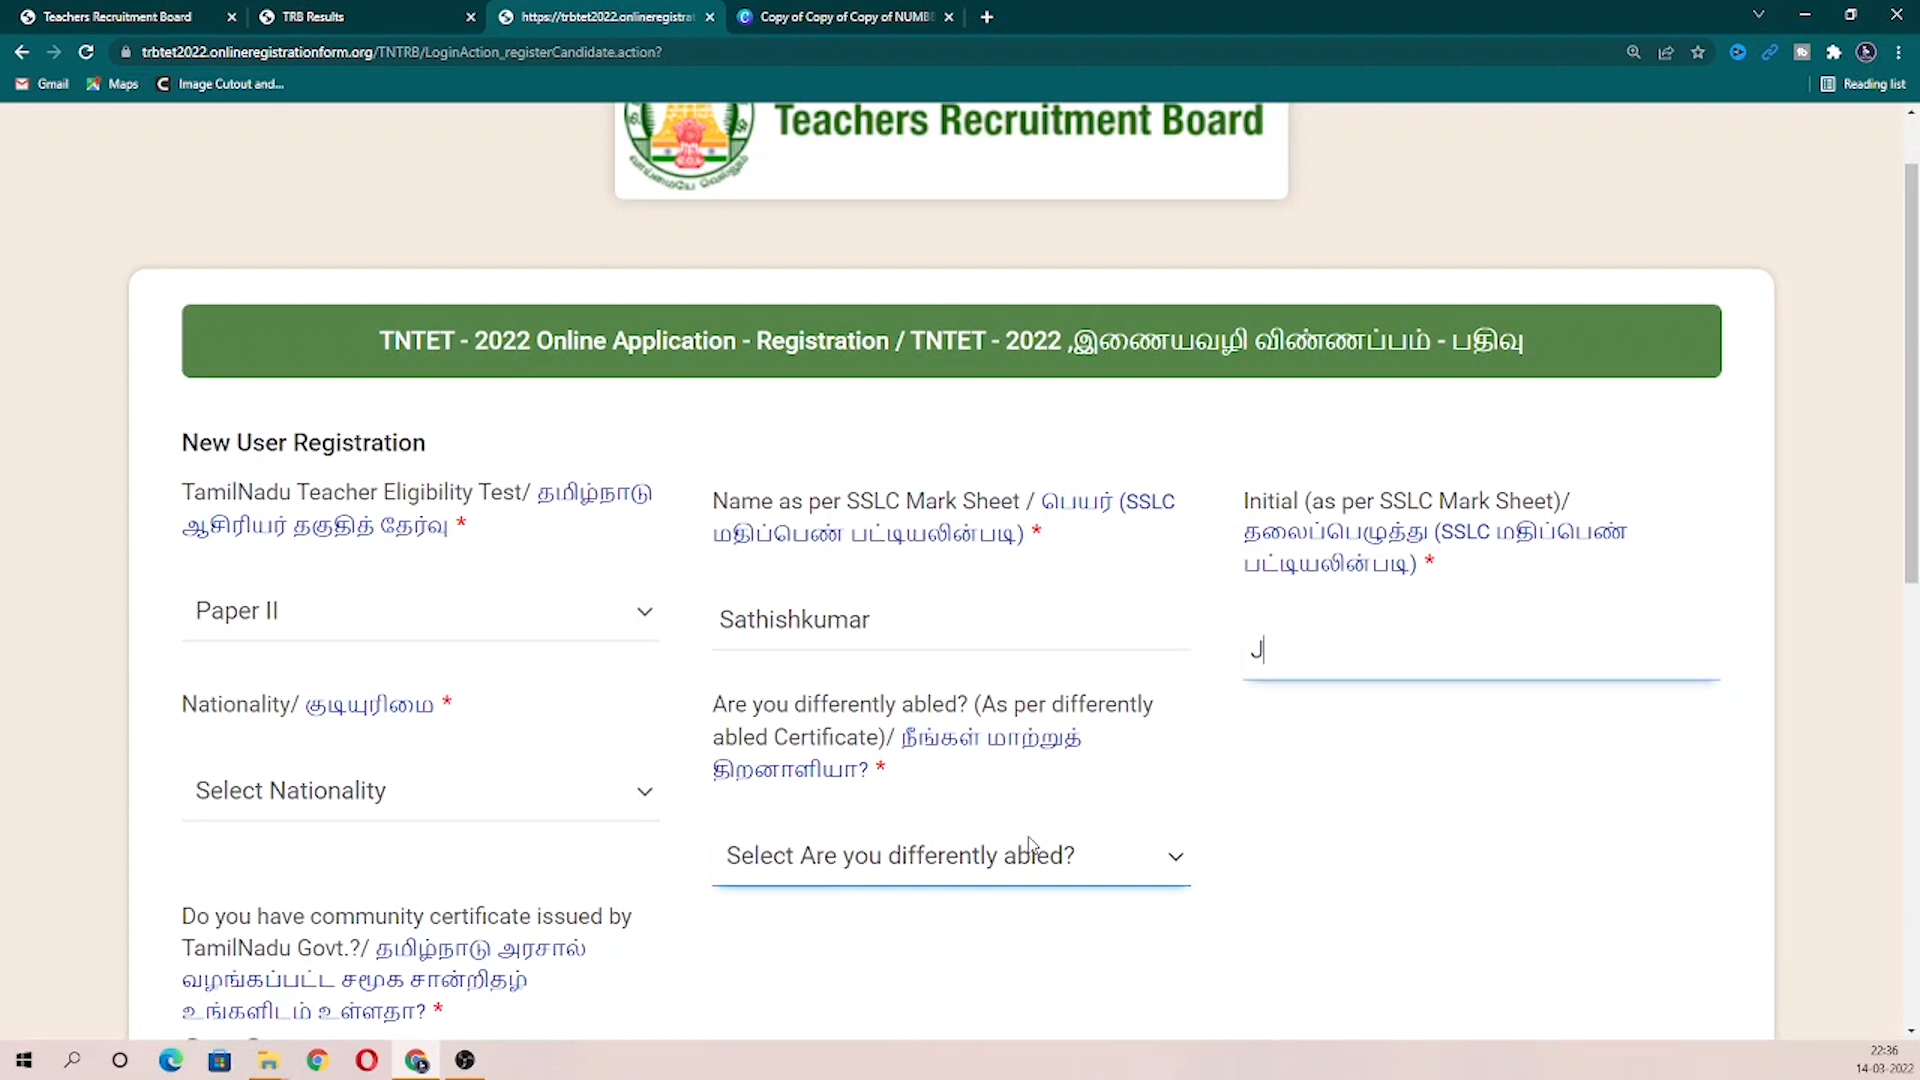 Teachers Recruitment Board
TRB Results
https://trbtet2022.onlineregistra
Copy of Copy of Copy of NUMBE
trbtet2022.onlineregistrationform.org/TNTRB/LoginAction_registerCandidate.action?
Gmail
Maps
Image Cutout and...
Reading list
Teachers Recruitment Board
TNTET - 2022 Online Application - Registration / TNTET - 2022 ,இணையவழி விண்ணப்பம் - பதிவு
New User Registration
TamilNadu Teacher Eligibility Test/ தமிழ்நாடு
ஆசிரியர் தகுதித் தேர்வு *
Paper II
Name as per SSLC Mark Sheet / பெயர் (SSLC
மதிப்பெண் பட்டியலின்படி) *
Sathishkumar
Initial (as per SSLC Mark Sheet)/
தலைப்பெழுத்து (SSLC மதிப்பெண்
பட்டியலின்படி) *
J
Nationality/ குடியுரிமை *
Select Nationality
Are you differently abled? (As per differently
abled Certificate)/ நீங்கள் மாற்றுத்
திறனாளியா? *
Select Are you differently abled?
Do you have community certificate issued by
TamilNadu Govt.?/ தமிழ்நாடு அரசால்
வழங்கப்பட்ட சமூக சான்றிதழ்
உங்களிடம் உள்ளதா? *
22:36
14-03-2022